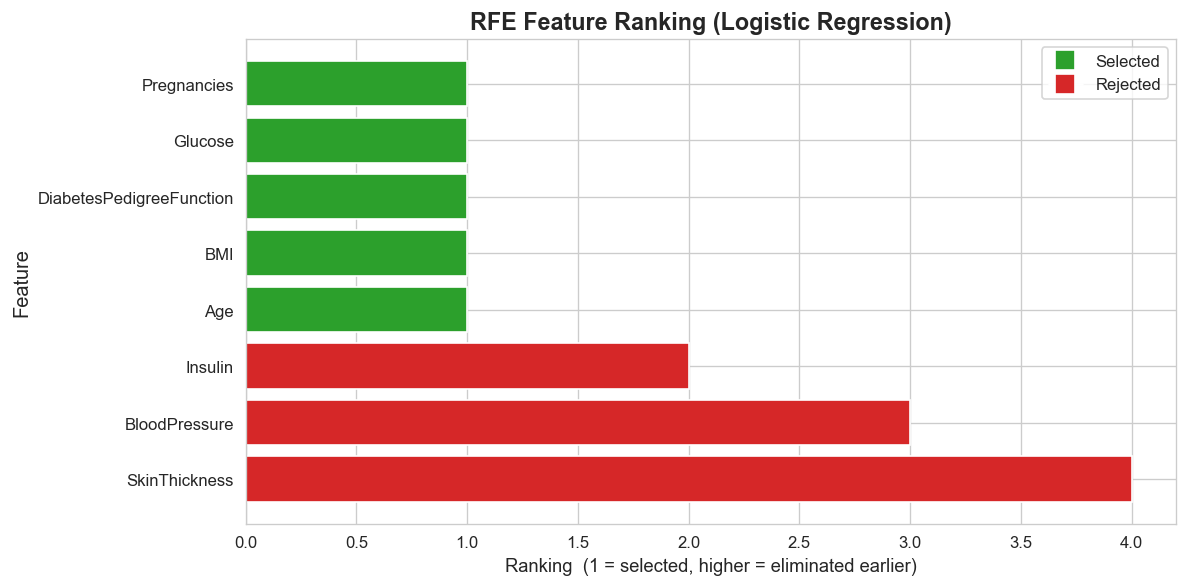 RFE Feature Ranking (Logistic Regression)
Selected
Rejected
Feature
Pregnancies
Glucose
DiabetesPedigreeFunction
BMI
Age
Insulin
BloodPressure
SkinThickness
0.0 0.5 1.0 1.5 2.0 2.5 3.0 3.5 4.0
Ranking  (1 = selected, higher = eliminated earlier)